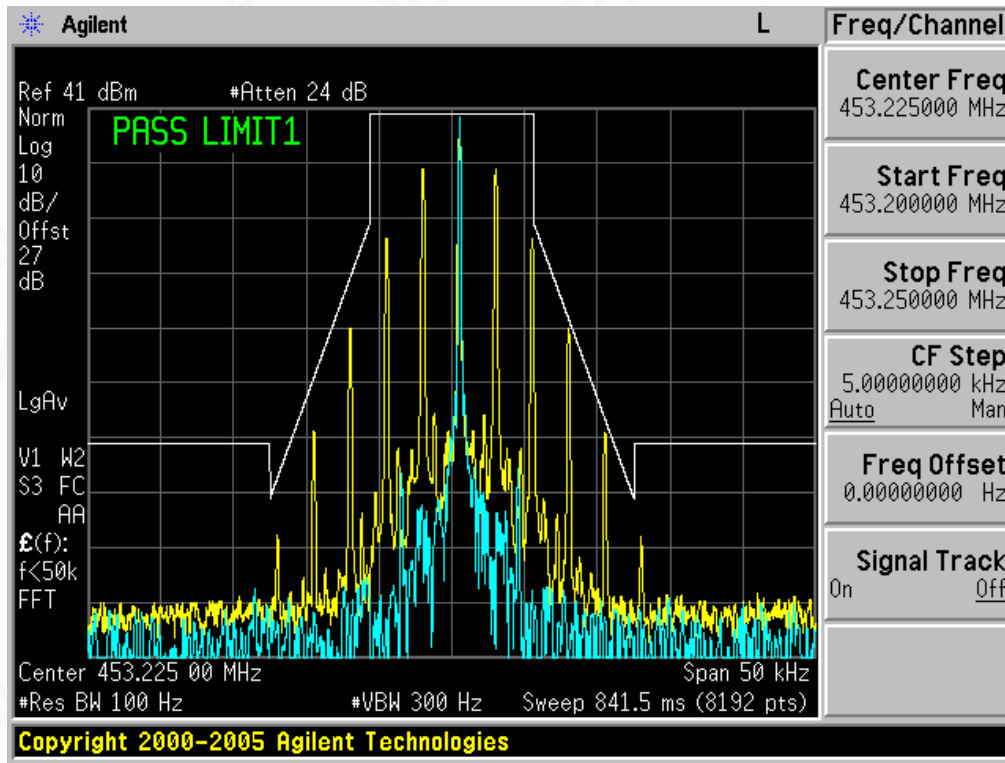 Agilent
L
Freq/Channel
Ref 41 dBm #Atten 24 dB
Norm
Log
10
dB/
Offst
27
dB
PASS LIMIT1
LgAv
V1 W2
S3 FC
AA
£(f):
f<50k
FFT
Center 453.225 00 MHz Span 50 kHz
#Res BW 100 Hz #VBW 300 Hz Sweep 841.5 ms (8192 pts)
Copyright 2000-2005 Agilent Technologies
Center Freq
453.225000 MHz
Start Freq
453.200000 MHz
Stop Freq
453.250000 MHz
CF Step
5.00000000 kHz
Auto Man
Freq Offset
0.00000000 Hz
Signal Track
On Off